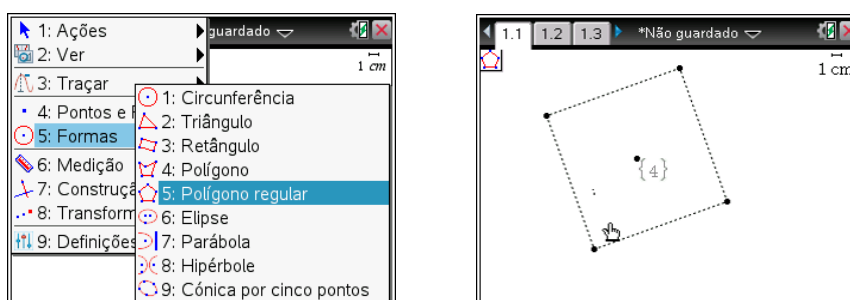 1: Ações
guardado
2: Ver
1 cm
3: Traçar
1: Circunferência
4: Pontos e
2: Triângulo
5: Formas
3: Retângulo
6: Medição
4: Polígono
7: Construçã
5: Polígono regular
8: Transform
6: Elipse
7: Parábola
9: Definições
8: Hipérbole
9: Cónica por cinco pontos
1.1 1.2 1.3 *Não guardado
1 cm
{4}